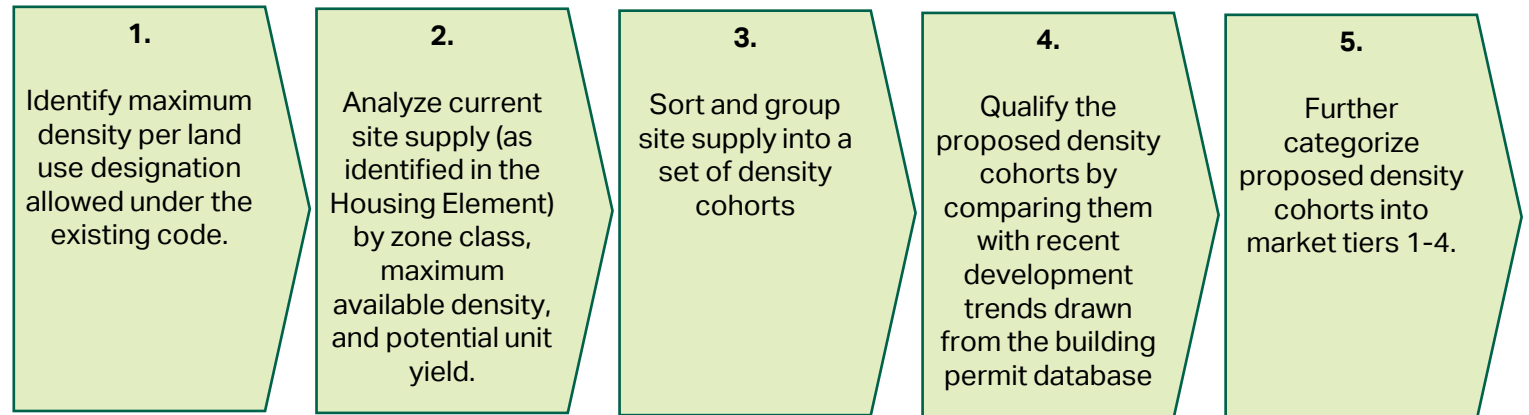 1.
Identify maximum
density per land
use designation
allowed under the
existing code.
2.
Analyze current
site supply (as
identified in the
Housing Element)
by zone class,
maximum
available density,
and potential unit
yield.
3.
Sort and group
site supply into a
set of density
cohorts
4.
Qualify the
proposed density
cohorts by
comparing them
with recent
development
trends drawn
from the building
permit database
5.
Further
categorize
proposed density
cohorts into
market tiers 1-4.